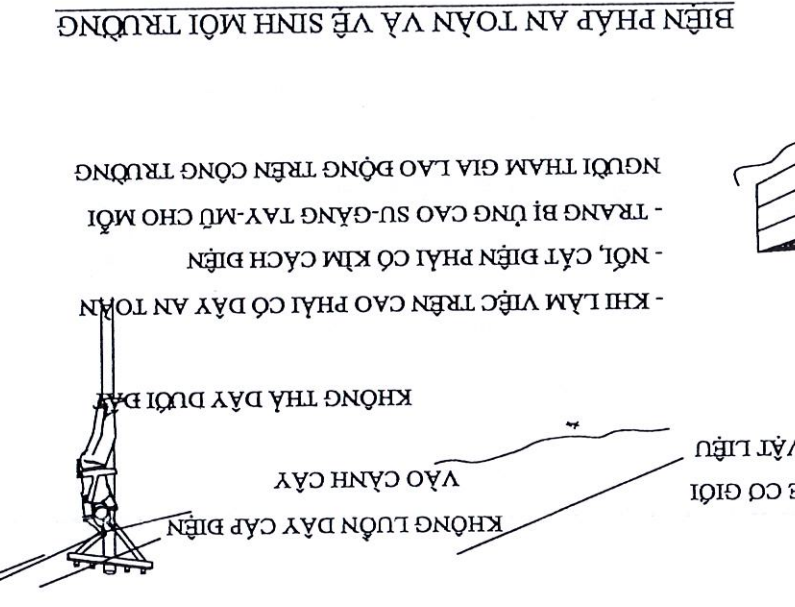 E CƠ GIỚI
VẬT LIỆU
KHÔNG LUỒN DÂY CÁP ĐIỆN
VÀO CÀNH CÂY
KHÔNG THẢ DÂY DƯỚI ĐẤT
- KHI LÀM VIỆC TRÊN CAO PHẢI CÓ DÂY AN TOÀN
- NỐI, CẮT ĐIỆN PHẢI CÓ KÌM CÁCH ĐIỆN
- TRANG BỊ ỦNG CAO SU-GĂNG TAY-MŨ CHO MỖI
NGƯỜI THAM GIA LAO ĐỘNG TRÊN CÔNG TRƯỜNG
BIỆN PHÁP AN TOÀN VÀ VỆ SINH MÔI TRƯỜNG